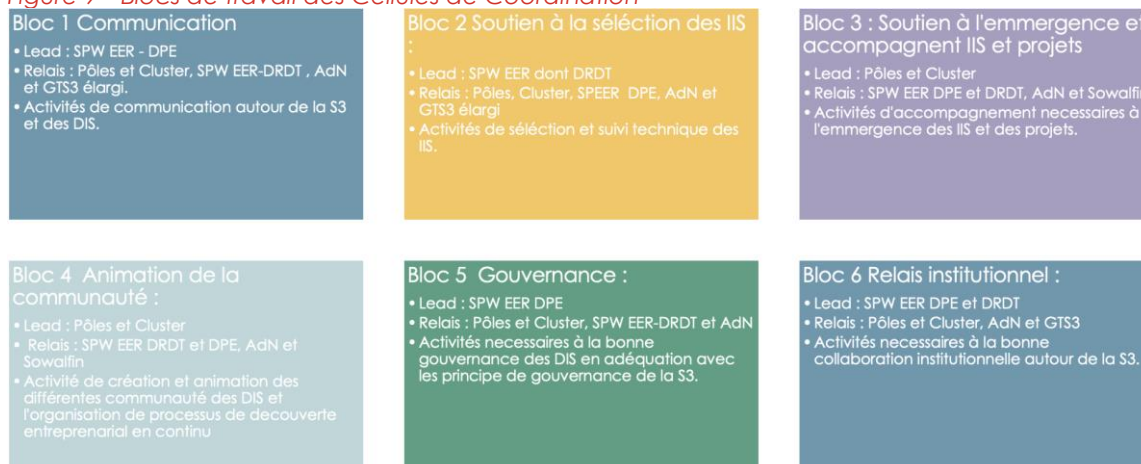 Figure 9 - Blocs de travail des Cellules de Coordination
Bloc 1 Communication
• Lead : SPW EER - DPE
• Relais : Pôles et Cluster, SPW EER-DRDT , AdN
et GTS3 élargi.
• Activités de communication autour de la S3
et des DIS.
Bloc 2 Soutien à la séléction des IIS
:
• Lead : SPW EER dont DRDT
• Relais : Pôles, Cluster, SPEER DPE, AdN et
GTS3 élargi
• Activités de séléction et suivi technique des
IIS.
Bloc 3 : Soutien à l'emmergence et
accompagnent IIS et projets
• Lead : Pôles et Cluster
• Relais : SPW EER DPE et DRDT, AdN et Sowalfin
• Activités d'accompagnement necessaires à
l'emmergence des IIS et des projets.
Bloc 4 Animation de la
communauté :
• Lead : Pôles et Cluster
• Relais : SPW EER DRDT et DPE, AdN et
Sowalfin
• Activité de création et animation des
différentes communauté des DIS et
l'organisation de processus de decouverte
entreprenarial en continu
Bloc 5 Gouvernance :
• Lead : SPW EER DPE
• Relais : Pôles et Cluster, SPW EER-DRDT et AdN
• Activités necessaires à la bonne
gouvernance des DIS en adéquation avec
les principe de gouvernance de la S3.
Bloc 6 Relais institutionnel :
• Lead : SPW EER DPE et DRDT
• Relais : Pôles et Cluster, AdN et GTS3
• Activités necessaires à la bonne
collaboration institutionnelle autour de la S3.